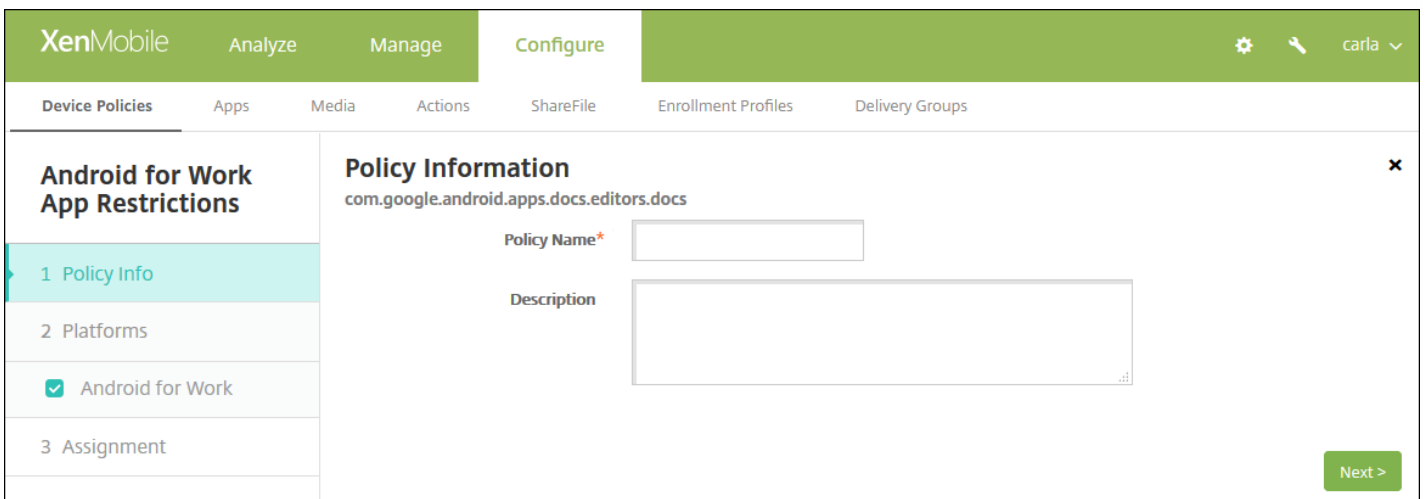 XenMobile Analyze Manage Configure carla
Device Policies Apps Media Actions ShareFile Enrollment Profiles Delivery Groups
Android for Work
App Restrictions
1 Policy Info
2 Platforms
Android for Work
3 Assignment
Policy Information
com.google.android.apps.docs.editors.docs
Policy Name*
Description
Next >